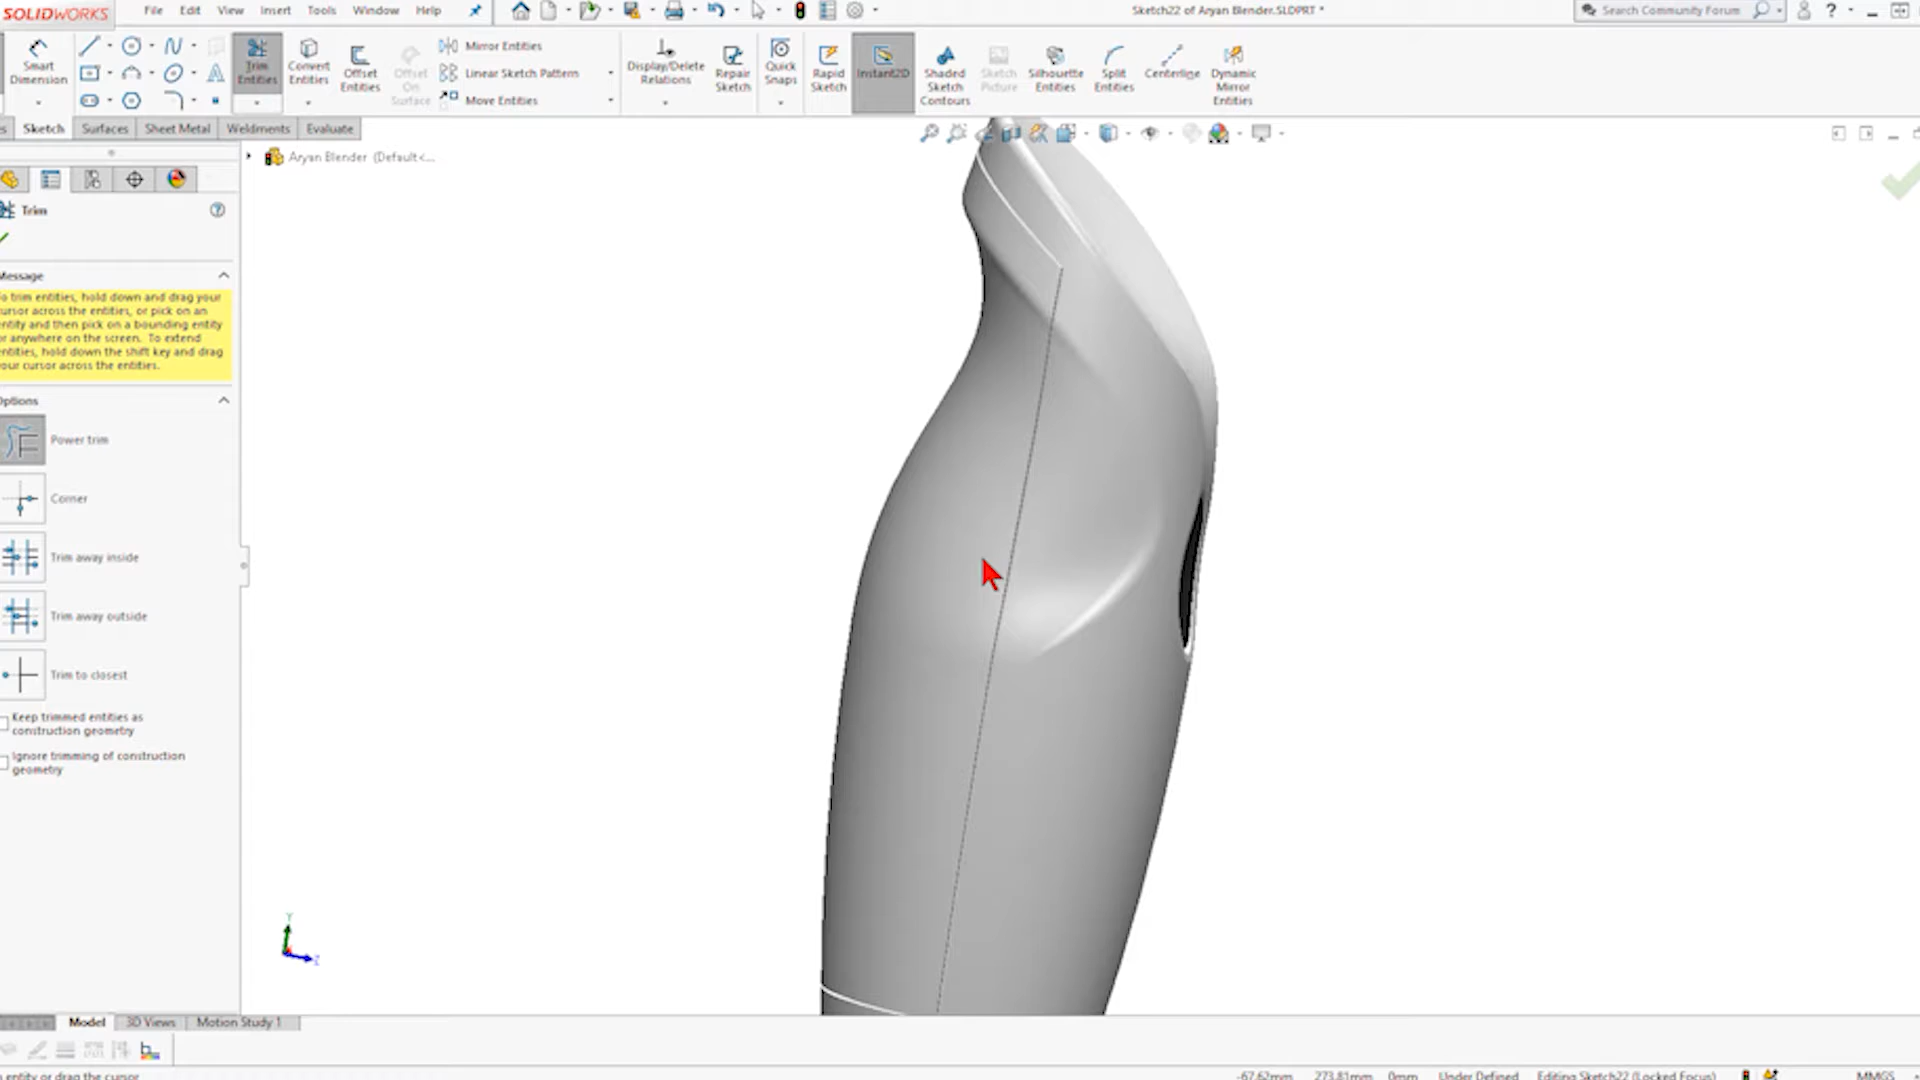 SOLIDWORKS File Edit View Insert Tools Window Help Sketch22 of Aryan Blender.SLDPRT * Search Community Forum ?
Smart Dimension
Trim Entities
Convert Entities
Offset Entities
Offset On Surface
Mirror Entities
Linear Sketch Pattern
Move Entities
Display/Delete Relations
Repair Sketch
Quick Snaps
Rapid Sketch
Instant2D
Shaded Sketch Contours
Sketch Picture
Silhouette Entities
Split Entities
Centerline
Dynamic Mirror Entities
s Sketch Surfaces Sheet Metal Weldments Evaluate
Aryan Blender (Default<...
Trim
Message
o trim entities, hold down and drag your
ursor across the entities, or pick on an
ntity and then pick on a bounding entity
r anywhere on the screen. To extend
ntities, hold down the shift key and drag
our cursor across the entities.
Options
Power trim
Corner
Trim away inside
Trim away outside
Trim to closest
Keep trimmed entities as
construction geometry
Ignore trimming of construction
geometry
Y
Z
Model 3D Views Motion Study 1
entity or drag the cursor -67.62mm 273.81mm 0mm Under Defined Editing Sketch22 (Locked Focus) MMGS